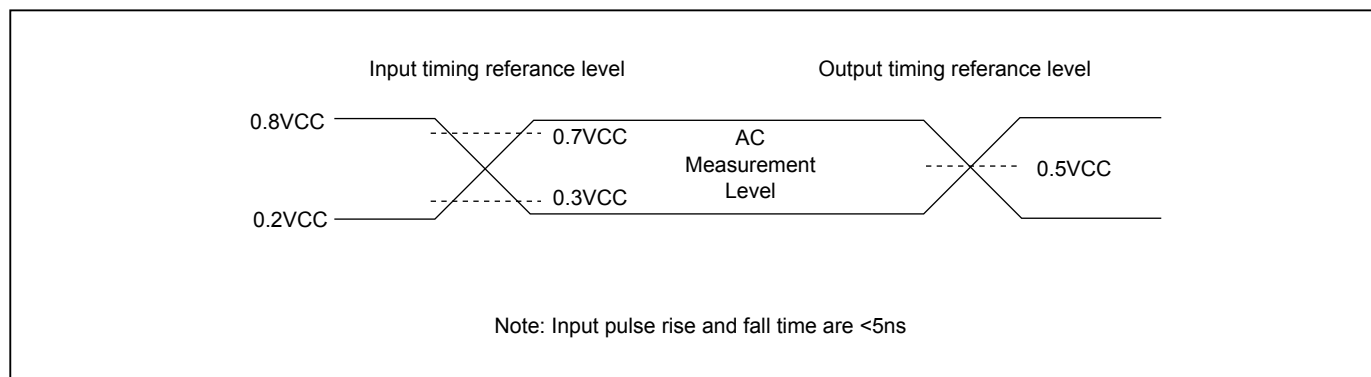 Input timing referance level
Output timing referance level
0.8VCC
0.7VCC
AC
Measurement
Level
0.5VCC
0.3VCC
0.2VCC
Note: Input pulse rise and fall time are <5ns